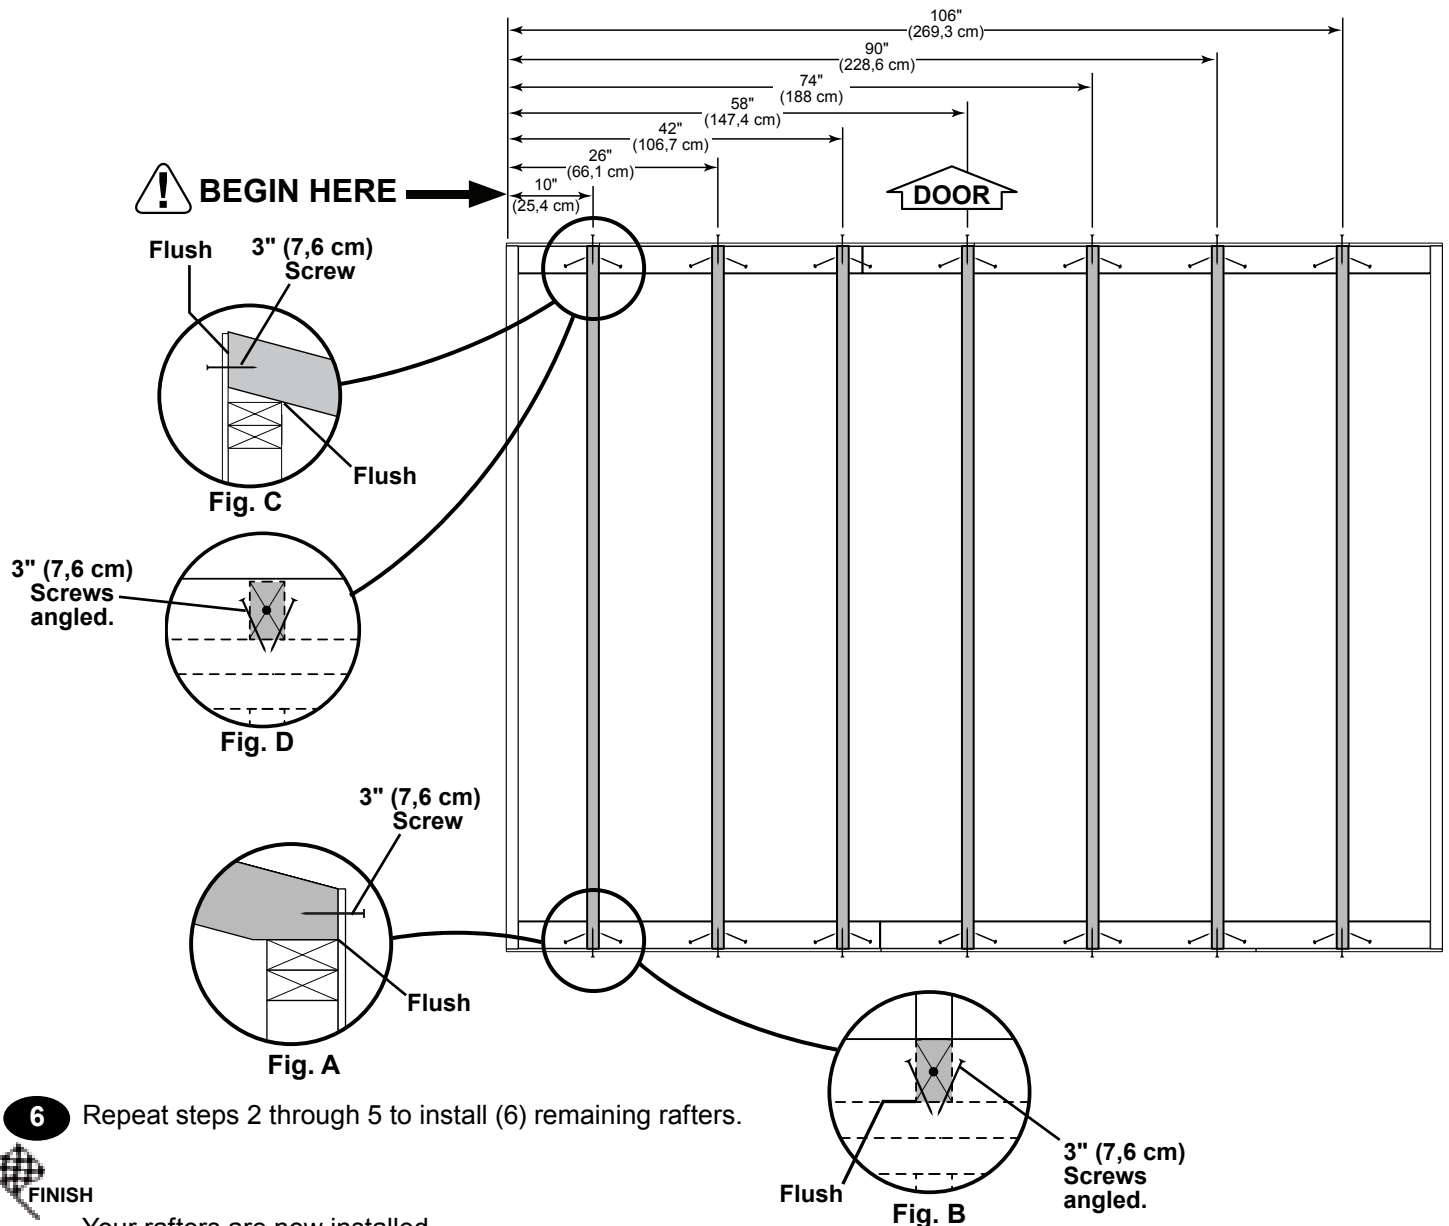 106"
(269,3 cm)
90"
(228,6 cm)
74"
(188 cm)
58"
(147,4 cm)
42"
(106,7 cm)
26"
(66,1 cm)
10"
(25,4 cm)
! BEGIN HERE
DOOR
Flush
3" (7,6 cm)
Screw
Flush
Fig. C
3" (7,6 cm)
Screws
angled.
Fig. D
3" (7,6 cm)
Screw
Flush
Fig. A
Flush
3" (7,6 cm)
Screws
angled.
Fig. B
6 Repeat steps 2 through 5 to install (6) remaining rafters.
FINISH
Your rafters are now installed